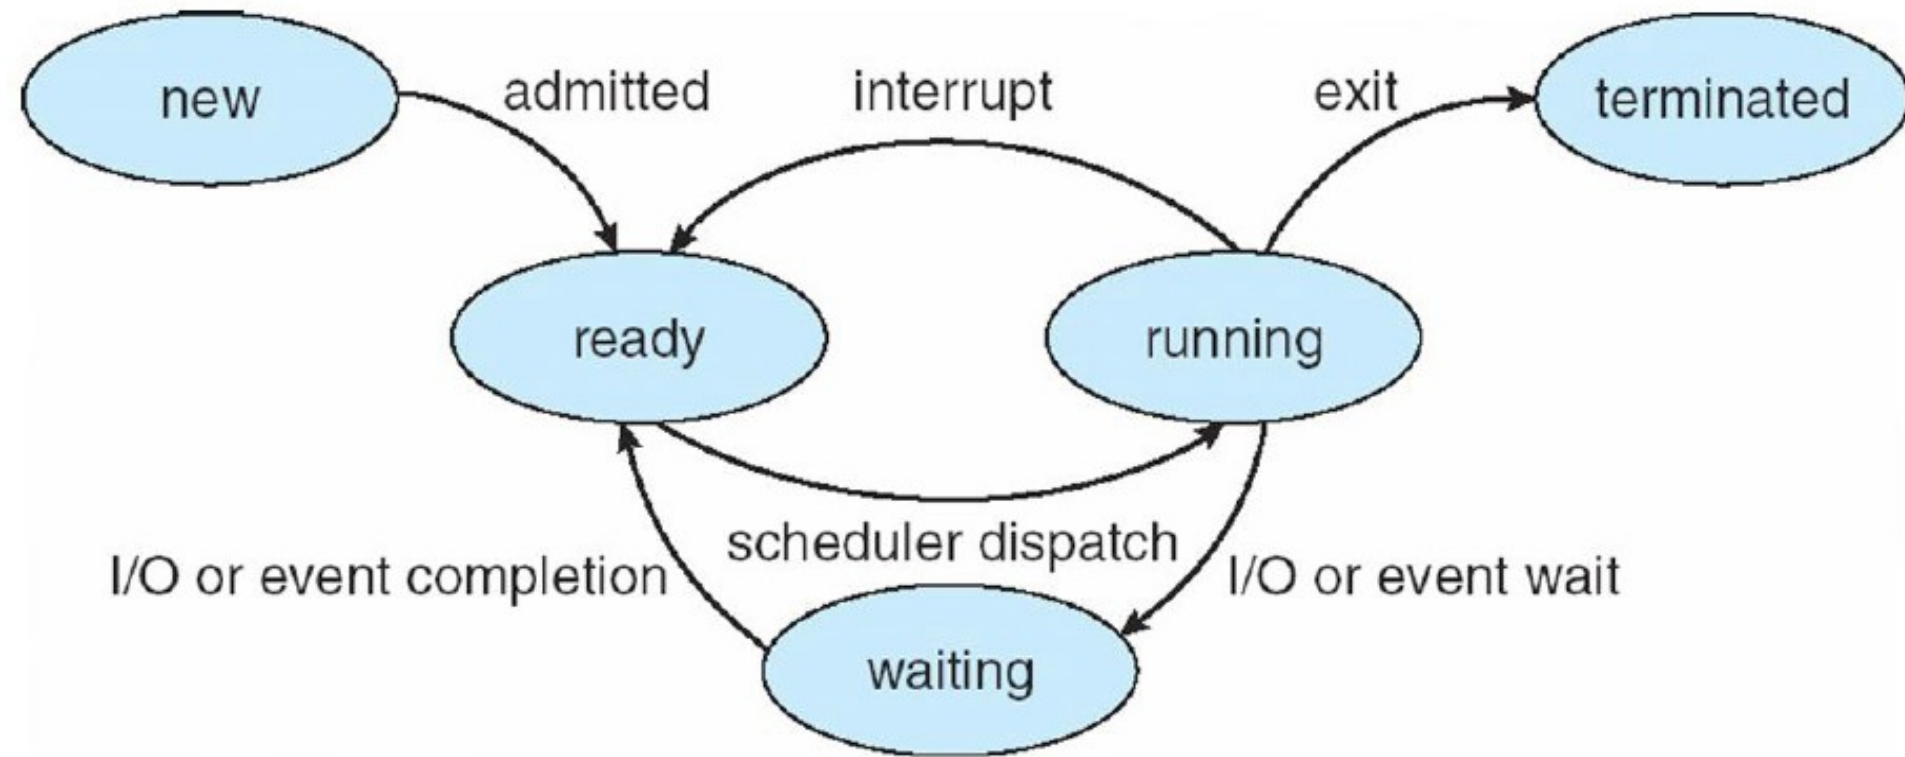 new
admitted
interrupt
exit
terminated
ready
running
scheduler dispatch
I/O or event completion
I/O or event wait
waiting